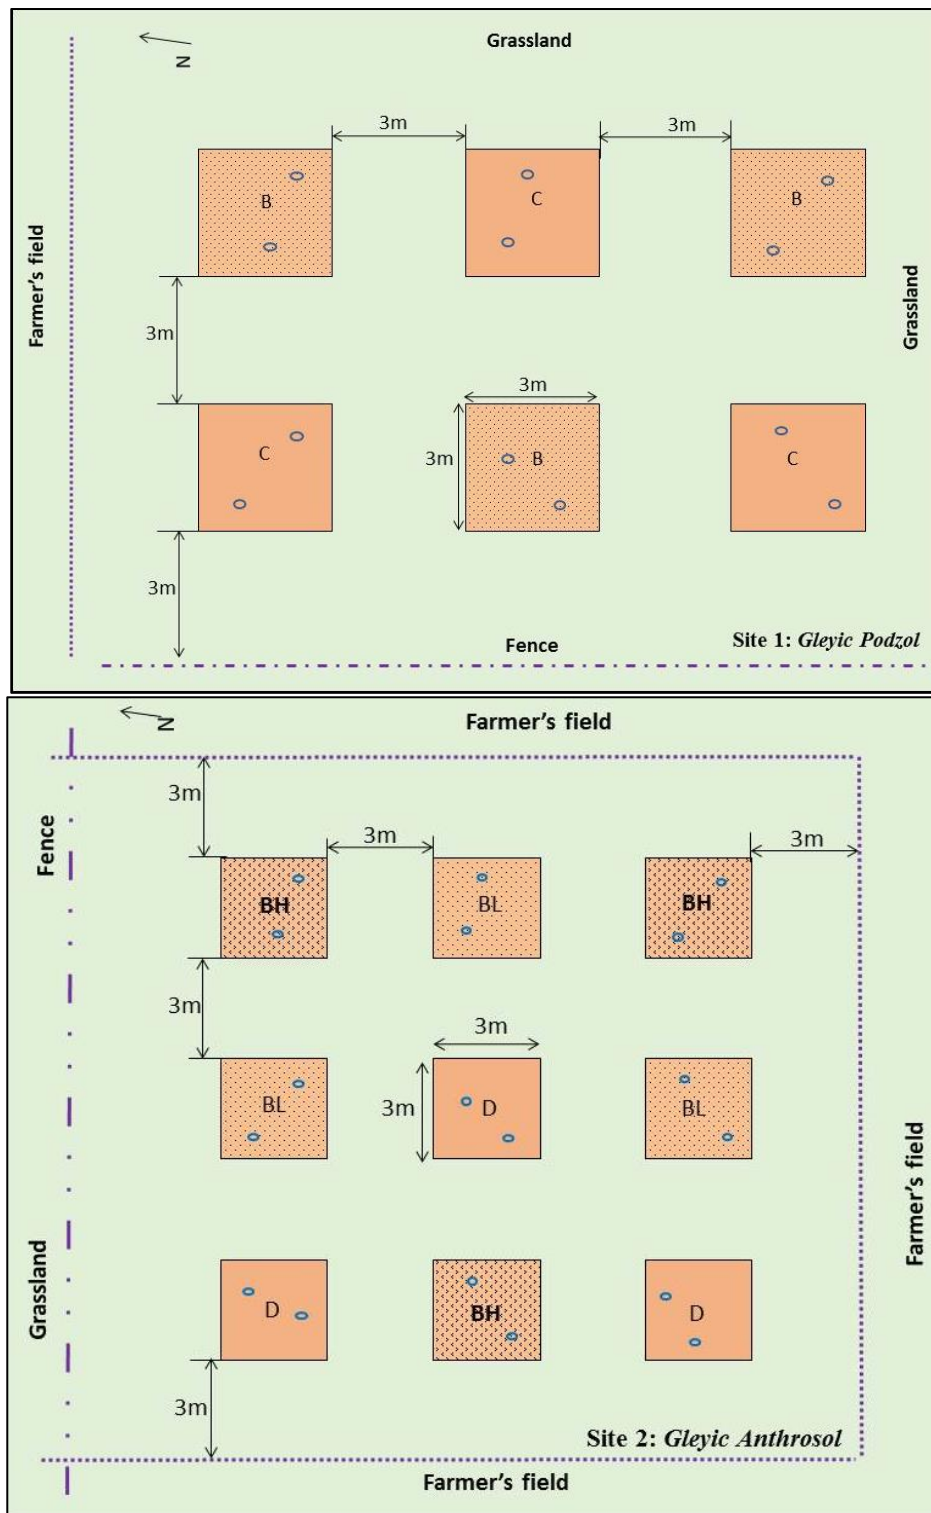 Grassland
N
3m
3m
B
C
B
Farmer's field
Grassland
3m
3m
C
3m
B
C
3m
Fence
Site 1: Gleyic Podzol
N
Farmer's field
3m
Fence
3m
3m
BH
BL
BH
3m
3m
BL
3m
D
BL
Farmer's field
Grassland
D
BH
D
3m
Site 2: Gleyic Anthrosol
Farmer's field